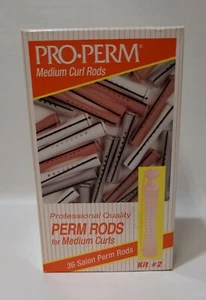 PRO•PERM®
Medium Curl Rods
Professional Quality
PERM RODS
for Medium Curls
36 Salon Perm Rods
Kit #2